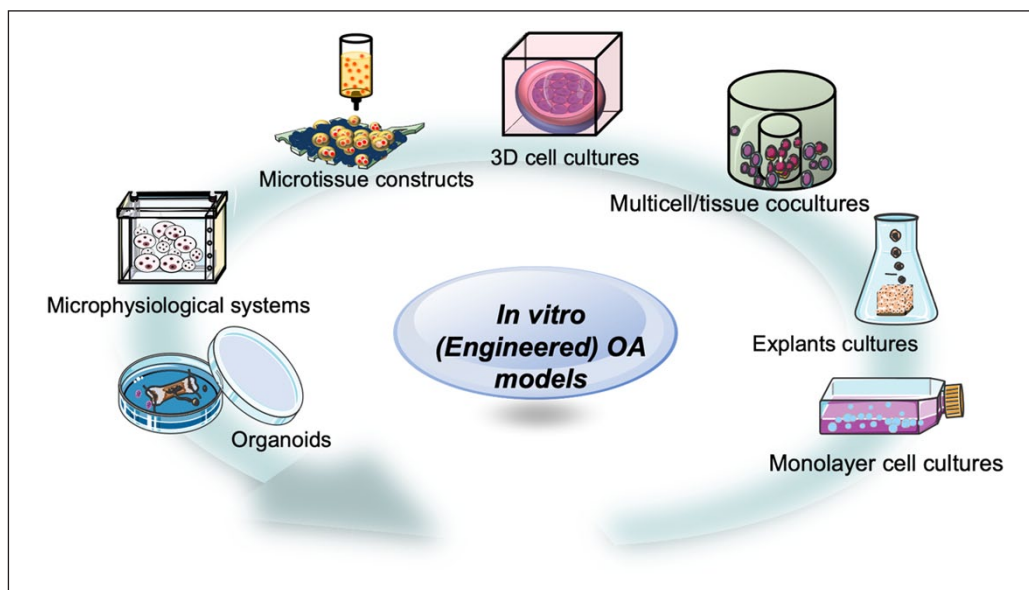 3D cell cultures
Microtissue constructs
Multicell/tissue cocultures
Microphysiological systems
In vitro
(Engineered) OA
models
Explants cultures
Organoids
Monolayer cell cultures